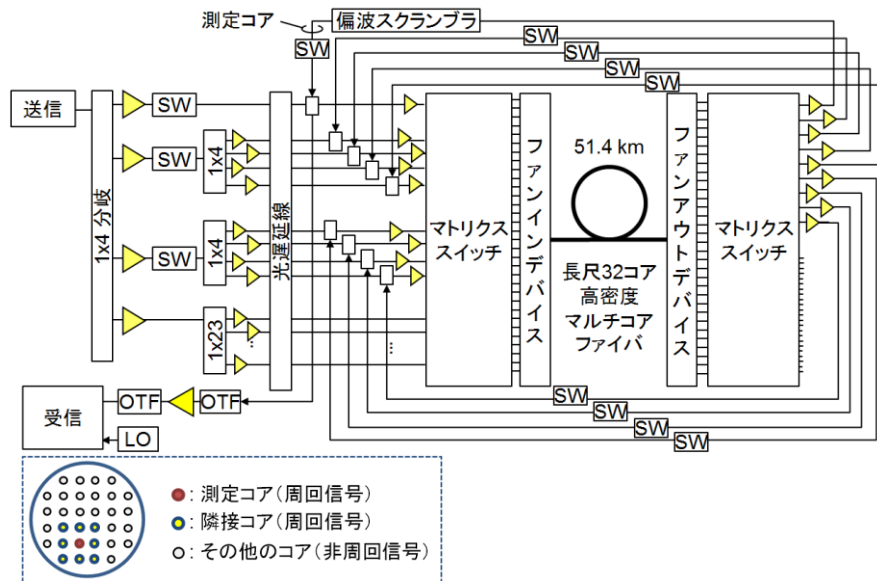 測定コア
偏波スクランブラ
SW
SW
SW
SW
SW
送信
SW
SW
SW
1x4 分岐
1x4
1x4
1x23
光遅延線
...
マトリクス
スイッチ
ファンインデバイス
51.4 km
長尺32コア
高密度
マルチコア
ファイバ
ファンアウトデバイス
マトリクス
スイッチ
...
SW
SW
SW
SW
受信
OTF
OTF
LO
: 測定コア(周回信号)
: 隣接コア(周回信号)
: その他のコア(非周回信号)